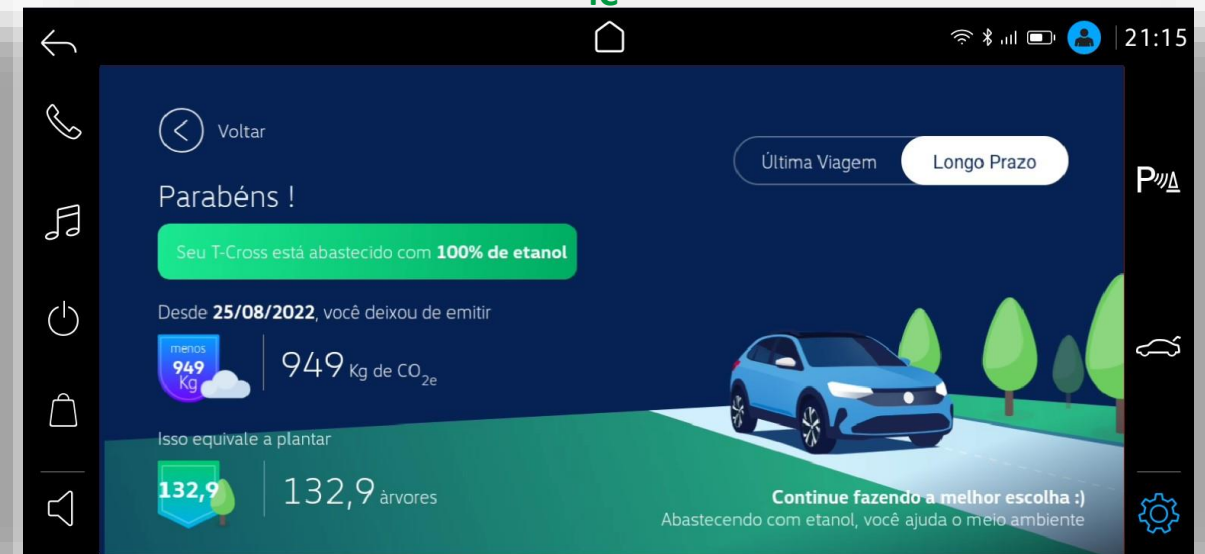 21:15
Voltar
Última Viagem
Longo Prazo
Parabéns !
Seu T-Cross está abastecido com 100% de etanol
Desde 25/08/2022, você deixou de emitir
menos
949
Kg
949 Kg de CO2e
Isso equivale a plantar
132,9
132,9 àrvores
Continue fazendo a melhor escolha :)
Abastecendo com etanol, você ajuda o meio ambiente
P